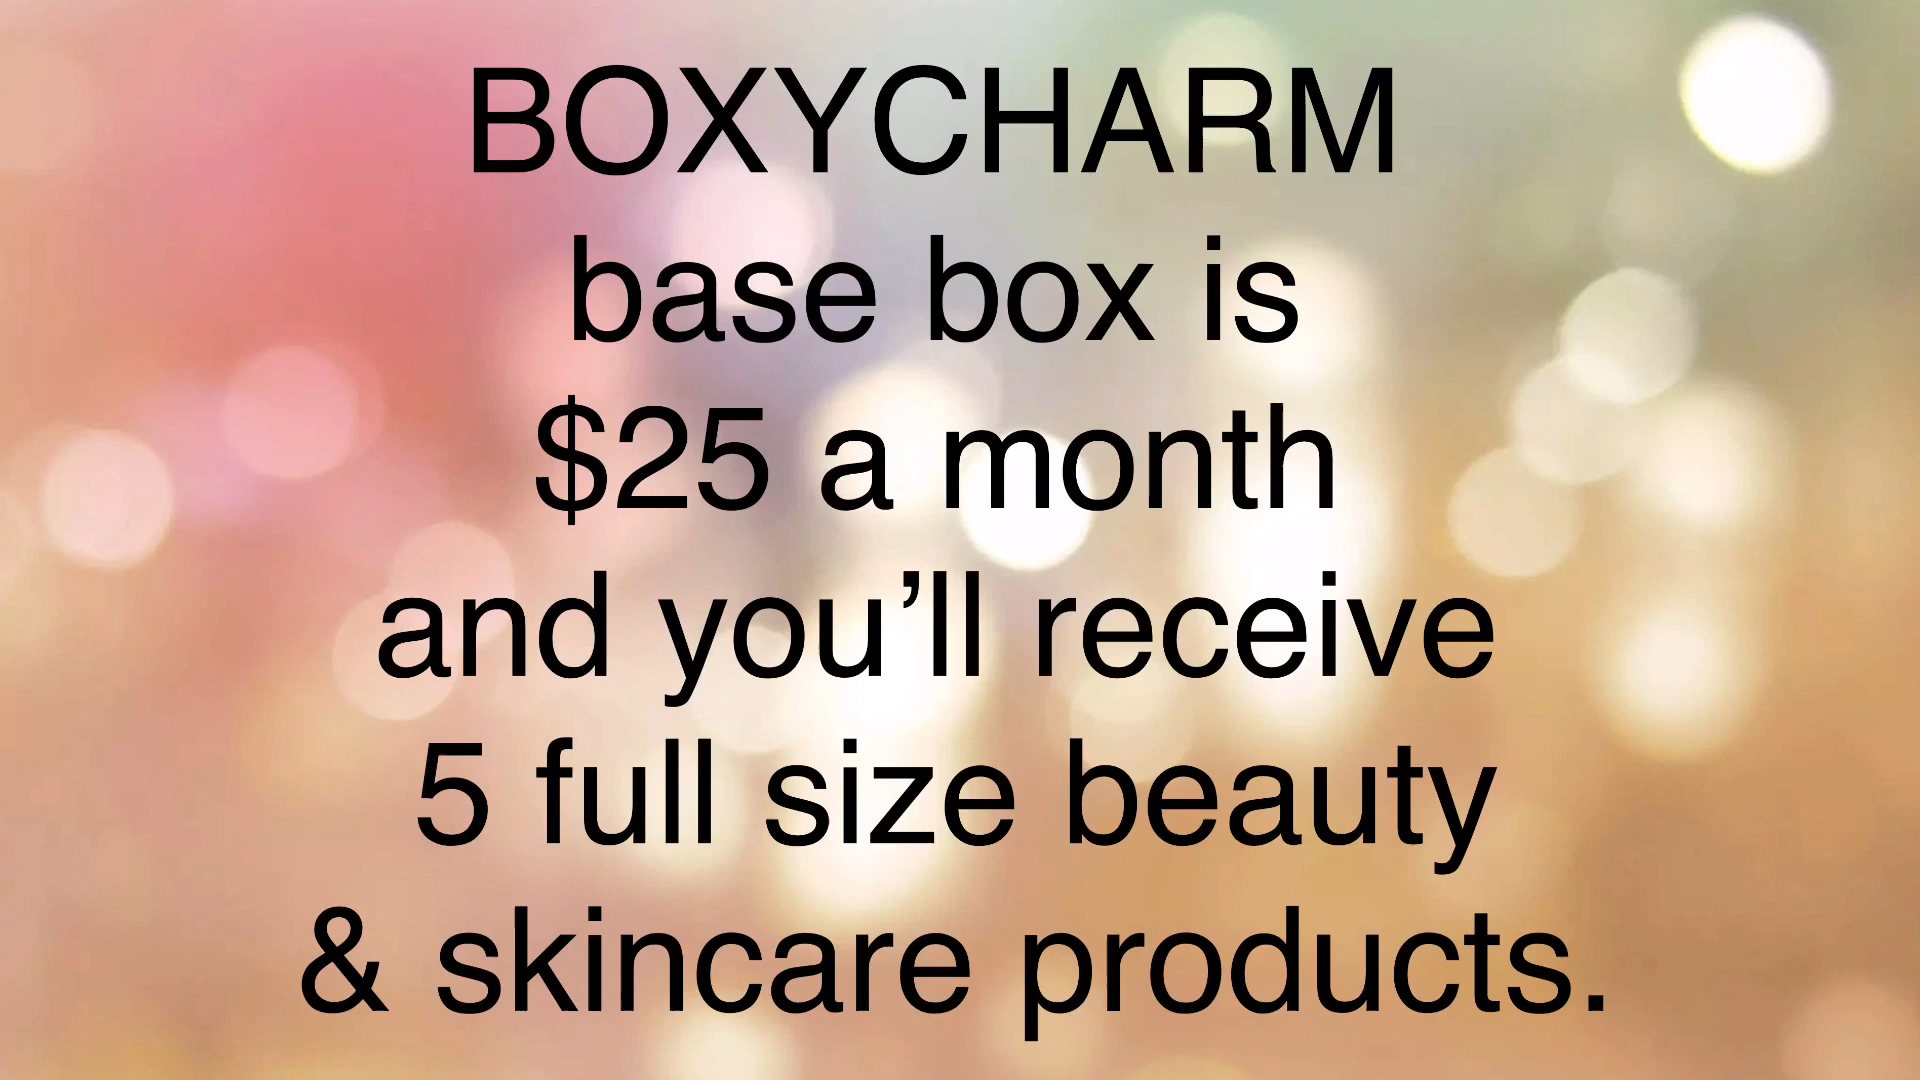 BOXYCHARM
base box is
$25 a month
and you’ll receive
5 full size beauty
& skincare products.